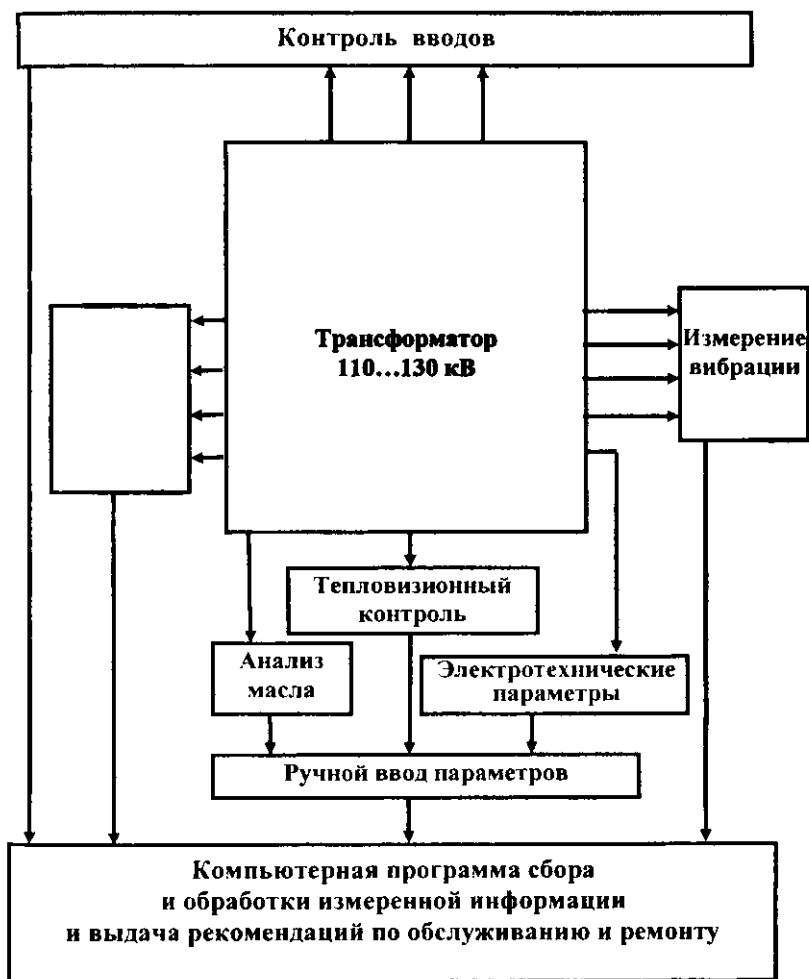 Контроль вводов
Трансформатор
110...130 кВ
Измерение
вибрации
Тепловизионный
контроль
Анализ
масла
Электротехнические
параметры
Ручной ввод параметров
Компьютерная программа сбора
и обработки измеренной информации
и выдача рекомендаций по обслуживанию и ремонту